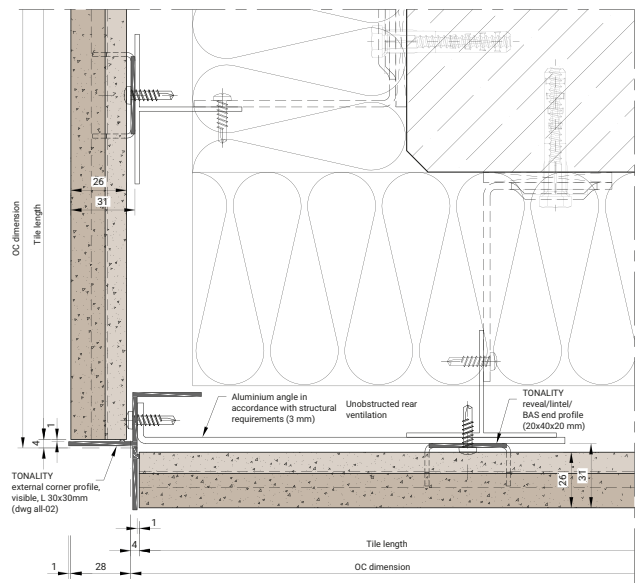 26
31
OC dimension
Tile length
1
4
Aluminium angle in
accordance with structural
requirements (3 mm)
Unobstructed rear
ventilation
TONALITY
reveal/lintel/
BAS end profile
(20x40x20 mm)
TONALITY
external corner profile,
visible, L 30x30mm
(dwg all-02)
26
31
1
4
Tile length
1
28
OC dimension